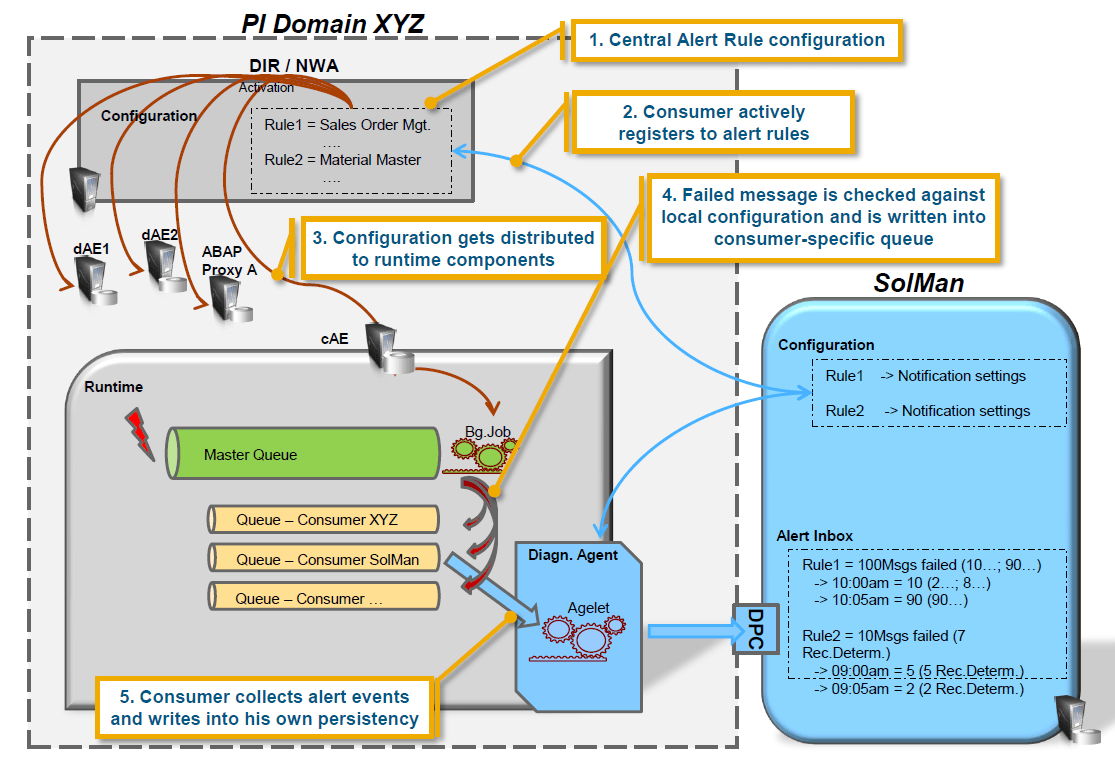 PI Domain XYZ
1. Central Alert Rule configuration
DIR / NWA
Activation
Configuration
Rule1 = Sales Order Mgt.
....
Rule2 = Material Master
....
2. Consumer actively
registers to alert rules
4. Failed message is checked against
local configuration and is written into
consumer-specific queue
3. Configuration gets distributed
to runtime components
dAE1
dAE2
ABAP
Proxy A
cAE
SolMan
Configuration
Rule1 -> Notification settings
Rule2 -> Notification settings
Runtime
Bg.Job
Master Queue
Queue – Consumer XYZ
Queue – Consumer SolMan
Queue – Consumer …
Diagn. Agent
Agelet
DPC
Alert Inbox
Rule1 = 100Msgs failed (10…; 90…)
-> 10:00am = 10 (2…; 8…)
-> 10:05am = 90 (90…)
Rule2 = 10Msgs failed (7
Rec.Determ.)
-> 09:00am = 5 (5 Rec.Determ.)
-> 09:05am = 2 (2 Rec.Determ.)
5. Consumer collects alert events
and writes into his own persistency